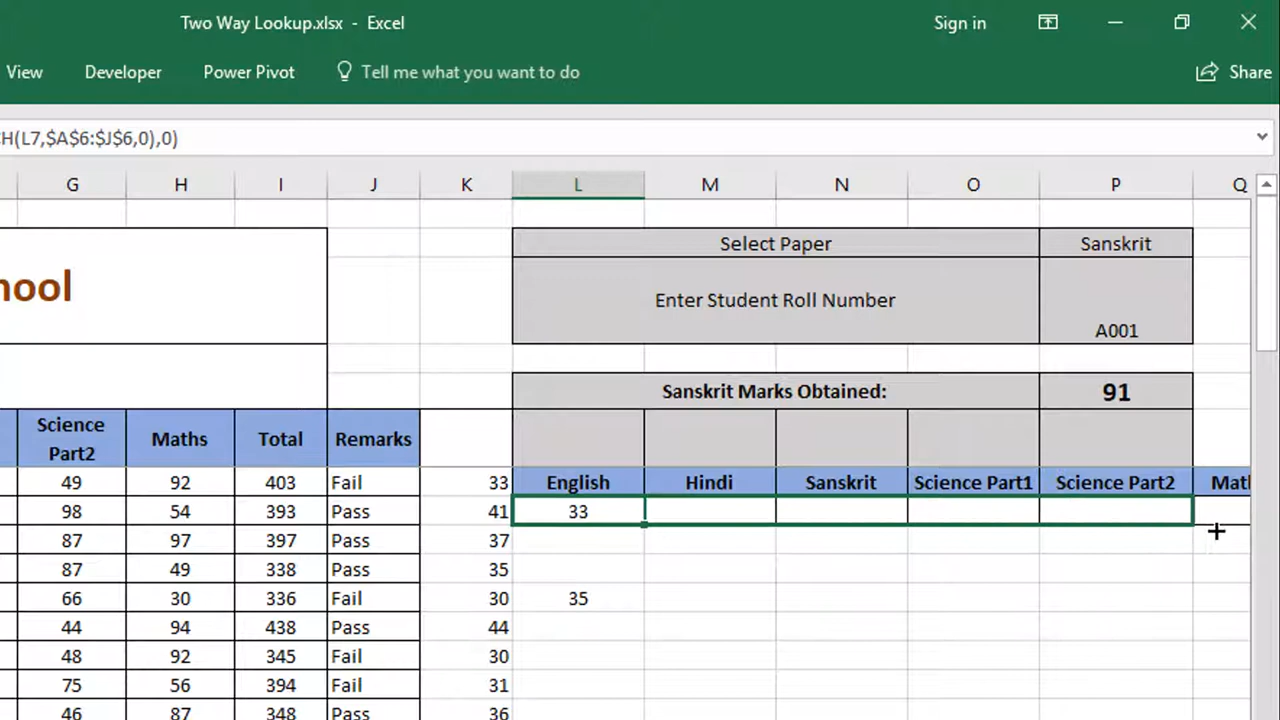 Two Way Lookup.xlsx - Excel
Sign in
View Developer Power Pivot Tell me what you want to do
Share
H(L7,$A$6:$J$6,0),0)
G H I J K L M N O P Q
Select Paper Sanskrit
hool
Enter Student Roll Number
A001
Sanskrit Marks Obtained: 91
Science Part2 Maths Total Remarks
49 92 403 Fail 33 English Hindi Sanskrit Science Part1 Science Part2 Mat
98 54 393 Pass 41 33
87 97 397 Pass 37
87 49 338 Pass 35
66 30 336 Fail 30 35
44 94 438 Pass 44
48 92 345 Fail 30
75 56 394 Fail 31
46 87 348 Pass 36